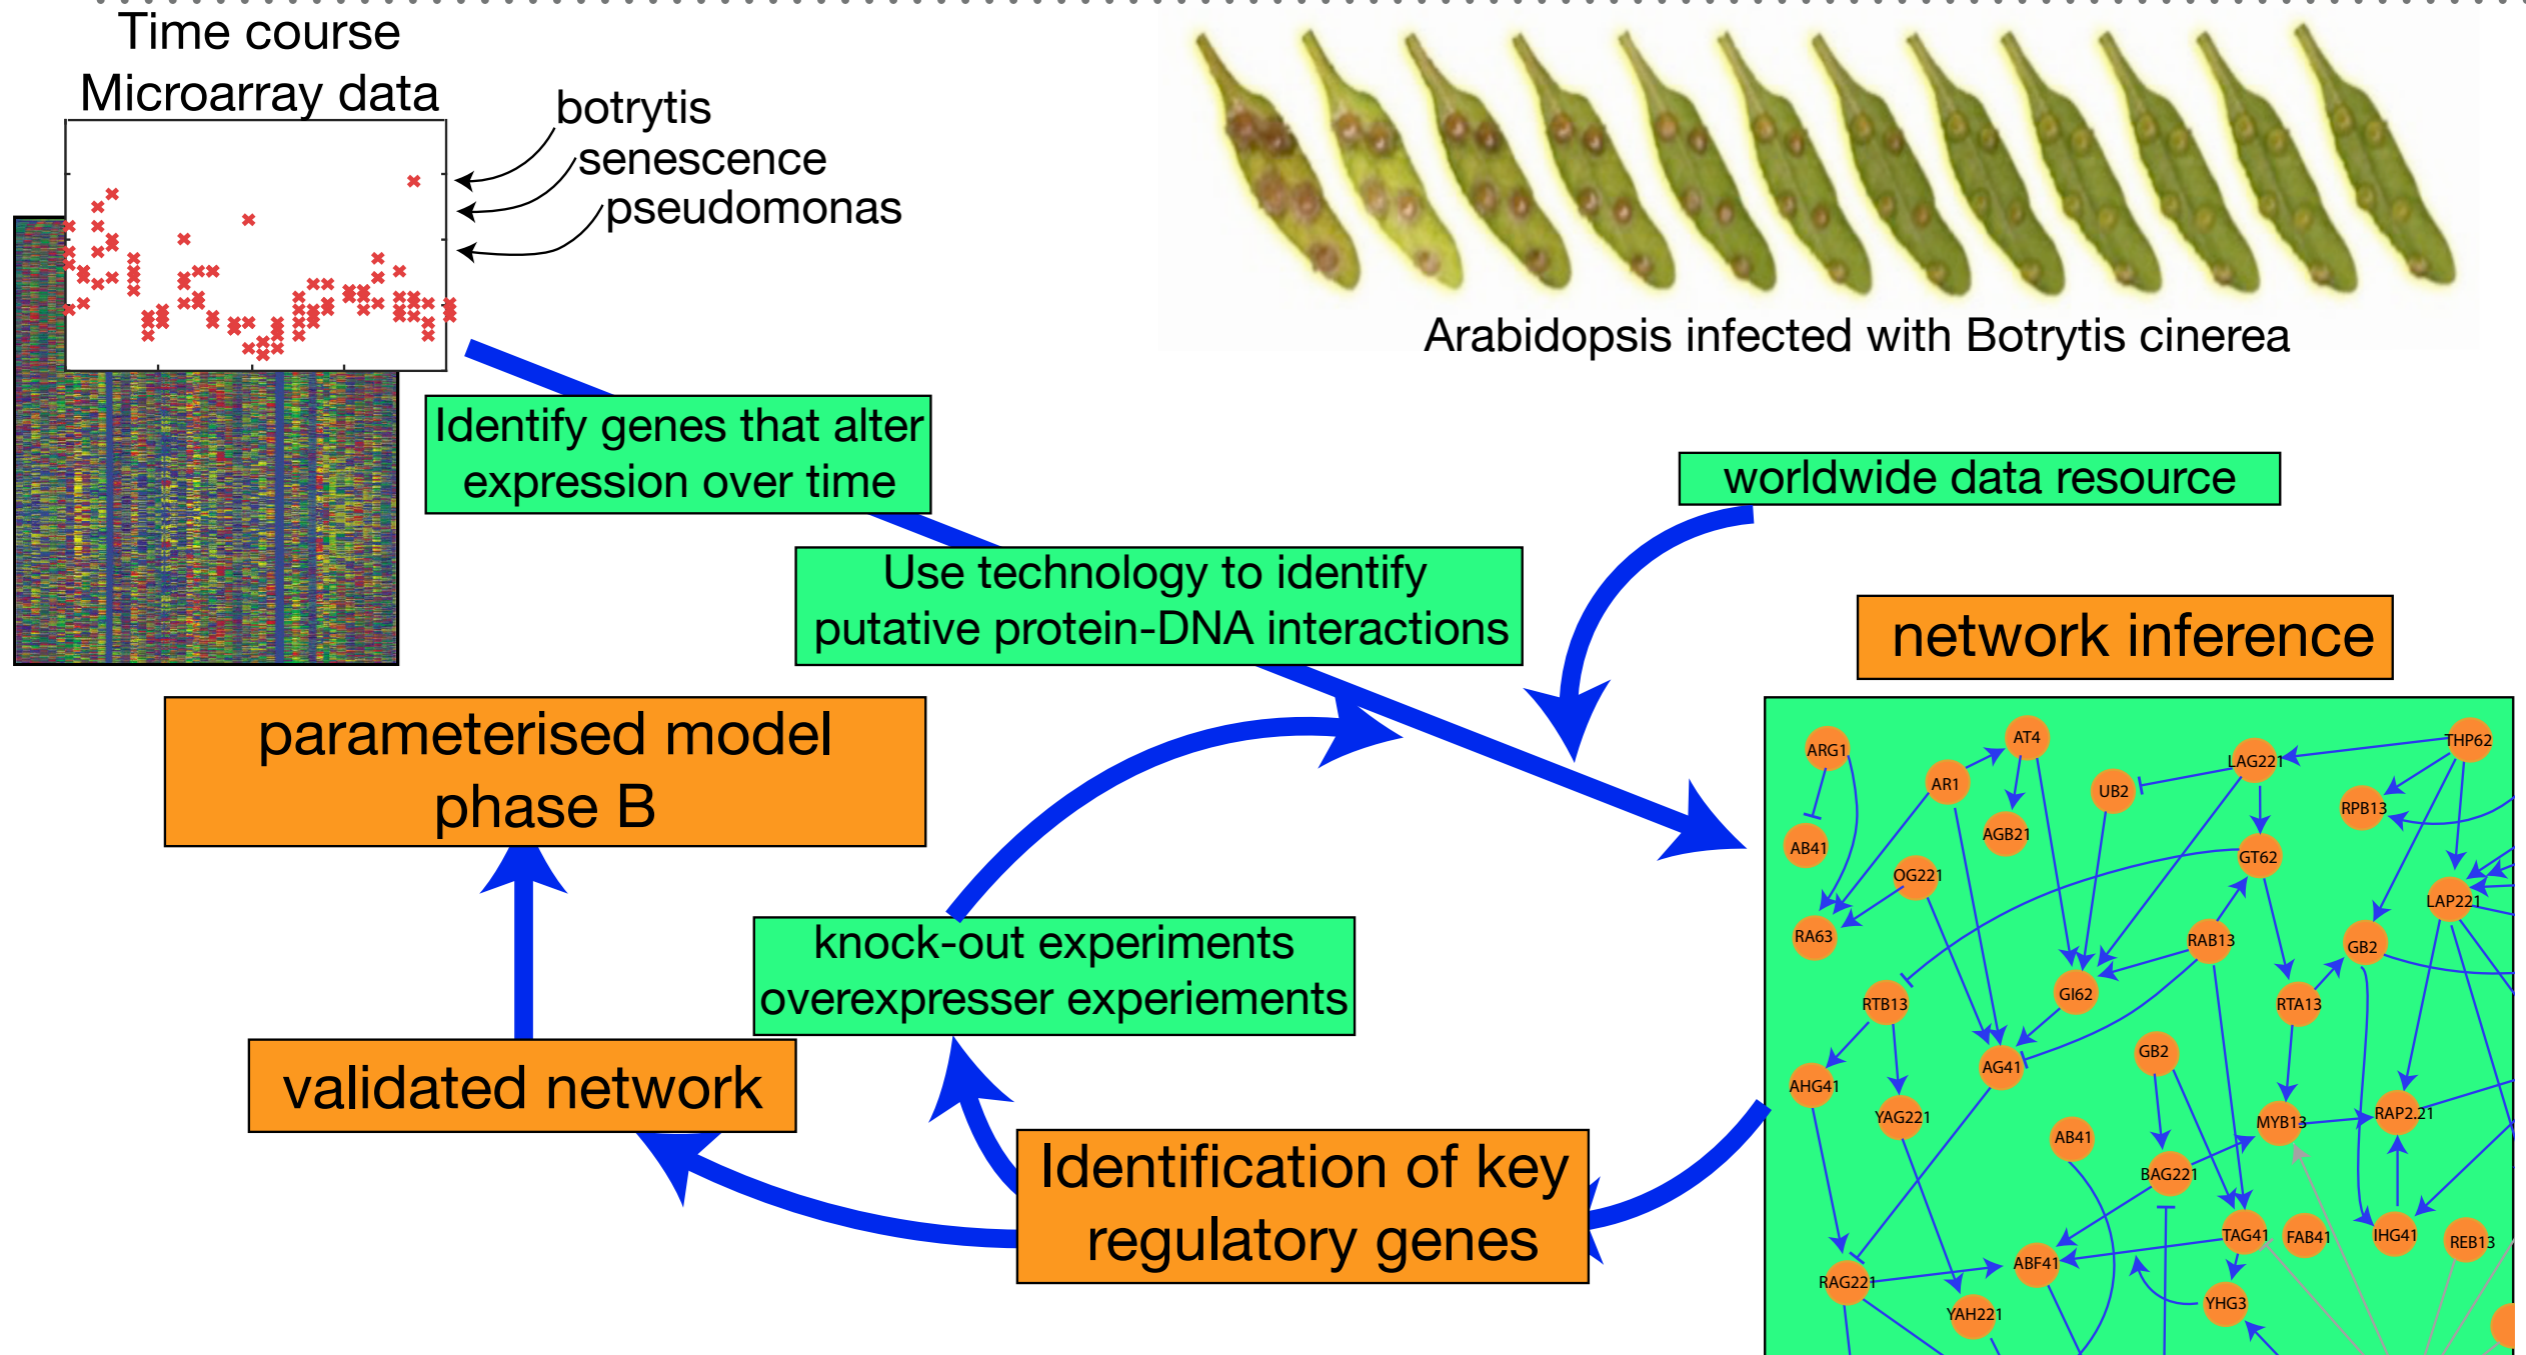 Time course
Microarray data
botrytis
senescence
pseudomonas
Arabidopsis infected with Botrytis cinerea
Identify genes that alter
expression over time
worldwide data resource
Use technology to identify
putative protein-DNA interactions
network inference
parameterised model
phase B
knock-out experiments
overexpresser experiements
validated network
Identification of key
regulatory genes
ARG1
AT4
THP62
LAG221
AR1
UB2
RPB13
AB41
AGB21
GT62
OG221
LAP221
RA63
RAB13
GB2
RTB13
GI62
RTA13
AG41
GB2
AHG41
YAG221
MYB13
RAP2.21
AB41
BAG221
TAG41
FAB41
IHG41
REB13
RAG221
ABF41
YHG3
YAH221